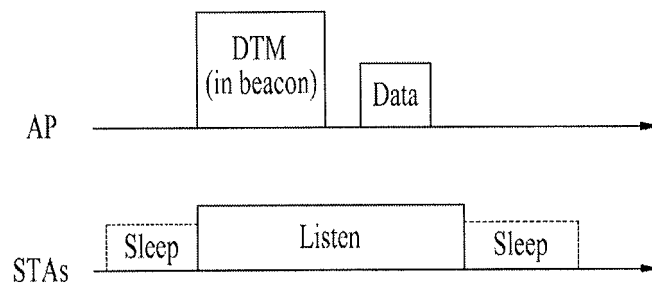 DTM
(in beacon)
Data
AP
Sleep
Listen
Sleep
STAs